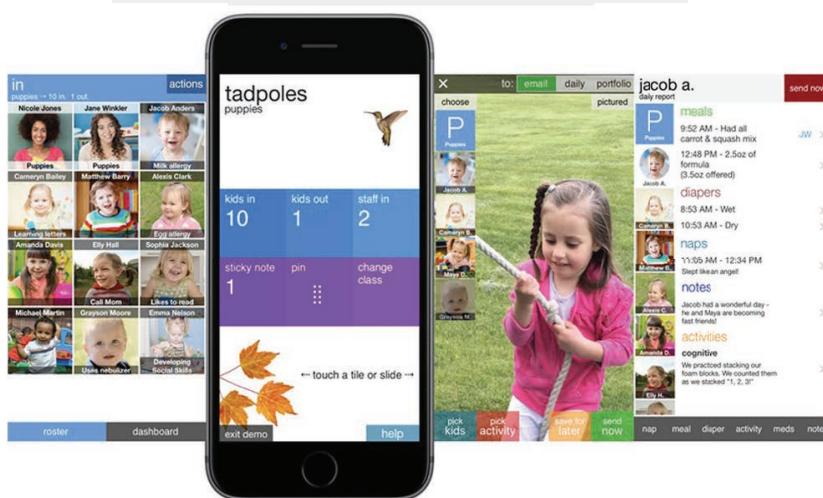 in
actions
puppies → 10 in. 1 out.
Nicole Jones
Jane Winkler
Jacob Anders
Puppies
Puppies
Milk allergy
Cameryn Bailey
Matthew Barry
Alexis Clark
Learning letters
Egg allergy
Amanda Davis
Elly Hall
Sophia Jackson
Call Mom
Likes to read
Michael Martin
Grayson Moore
Emma Nelson
Uses nebulizer
Developing
Social Skills
roster
dashboard
tadpoles
puppies
kids in
10
kids out
1
staff in
2
sticky note
1
pin
change
class
← touch a tile or slide →
exit demo
help
×
to:
email
daily
portfolio
choose
pictured
P
Puppies
Jacob A.
Cameryn B.
Maya D.
Grayson M.
pick
kids
pick
activity
save for
later
send
now
jacob a.
daily report
send now
P
Puppies
Jacob A.
Cameryn B.
Matthew B.
Alexis C.
Amanda D.
Elly H.
meals
9:52 AM - Had all
carrot & squash mix
JW
12:48 PM - 2.5oz of
formula
(3.5oz offered)
diapers
8:53 AM - Wet
10:53 AM - Dry
naps
11:05 AM - 12:34 PM
Slept like an angel!
notes
Jacob had a wonderful day -
he and Maya are becoming
fast friends!
activities
cognitive
We practced stacking our
foam blocks. We counted them
as we stacked "1, 2, 3!"
nap
meal
diaper
activity
meds
note